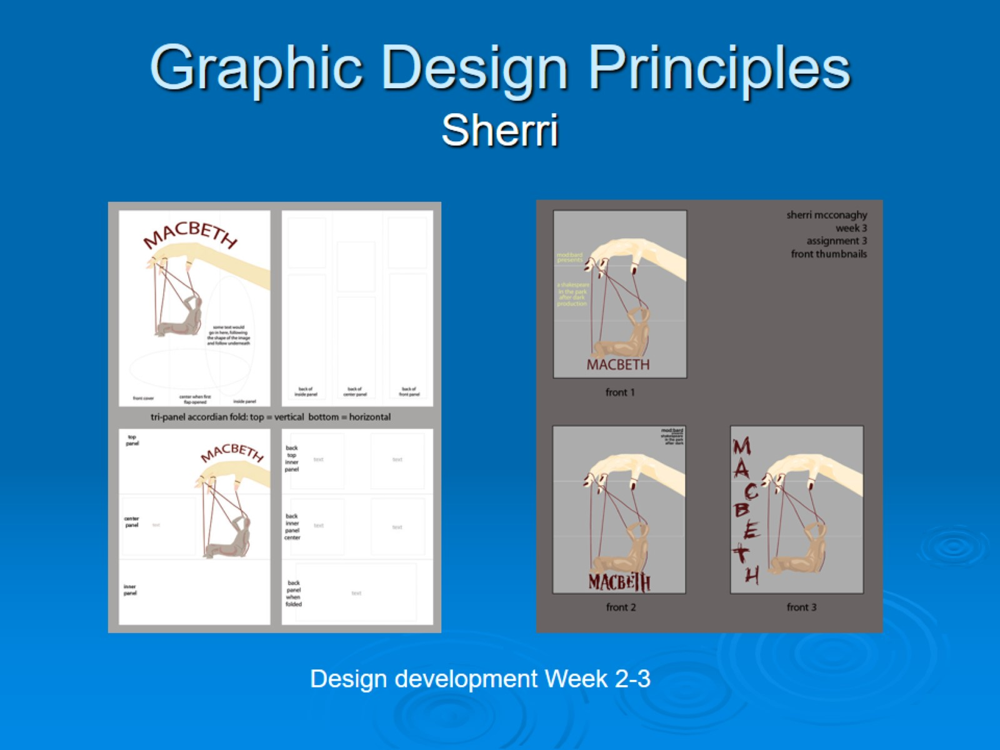 Graphic Design Principles
Sherri
MACBETH
some text would
go in here, following
the shape of the image
and follow underneath
front cover
center when first
flap opened
inside panel
back of
inside panel
back of
center panel
back of
front panel
tri-panel accordian fold: top = vertical bottom = horizontal
top
panel
MACBETH
center
panel
text
inner
panel
back
top
inner
panel
text
text
back
inner
panel
center
text
text
back
panel
when
folded
text
sherri mcconaghy
week 3
assignment 3
front thumbnails
mod:bard
presents
a shakespeare
in the park
after dark
production
MACBETH
front 1
mod:bard
presents
shakespeare
in the park
after dark
MACBETH
front 2
M
A
C
B
E
T
H
front 3
Design development Week 2-3